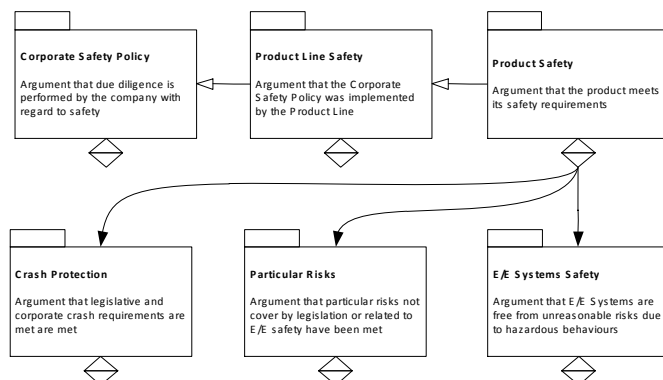 Corporate Safety Policy
Argument that due diligence is
performed by the company with
regard to safety
Product Line Safety
Argument that the Corporate
Safety Policy was implemented
by the Product Line
Product Safety
Argument that the product meets
its safety requirements
Crash Protection
Argument that legislative and
corporate crash requirements are
met are met
Particular Risks
Argument that particular risks not
cover by legislation or related to
E/E safety have been met
E/E Systems Safety
Argument that E/E Systems are
free from unreasonable risks due
to hazardous behaviours